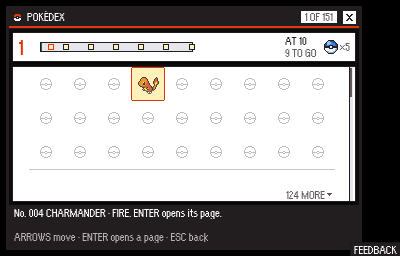 POKéDEX
1 OF 151 X
1
AT 10
9 TO GO
×5
124 MORE
No. 004 CHARMANDER · FIRE. ENTER opens its page.
ARROWS move · ENTER opens a page · ESC back
FEEDBACK